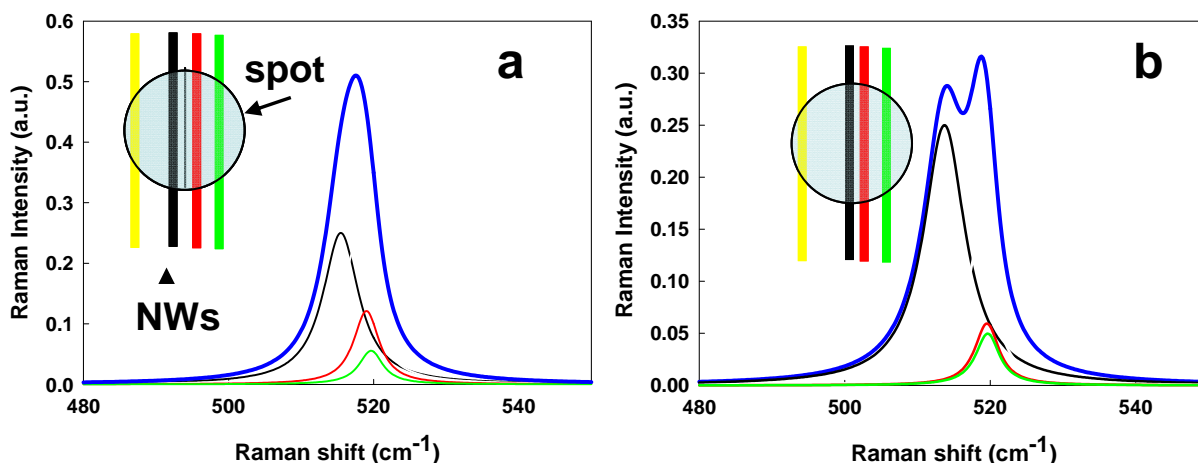 a
spot
NWs
Raman Intensity (a.u.)
0.6
0.5
0.4
0.3
0.2
0.1
0.0
480 500 520 540
Raman shift (cm-1)
b
Raman Intensity (a.u.)
0.35
0.30
0.25
0.20
0.15
0.10
0.05
0.00
480 500 520 540
Raman shift (cm-1)